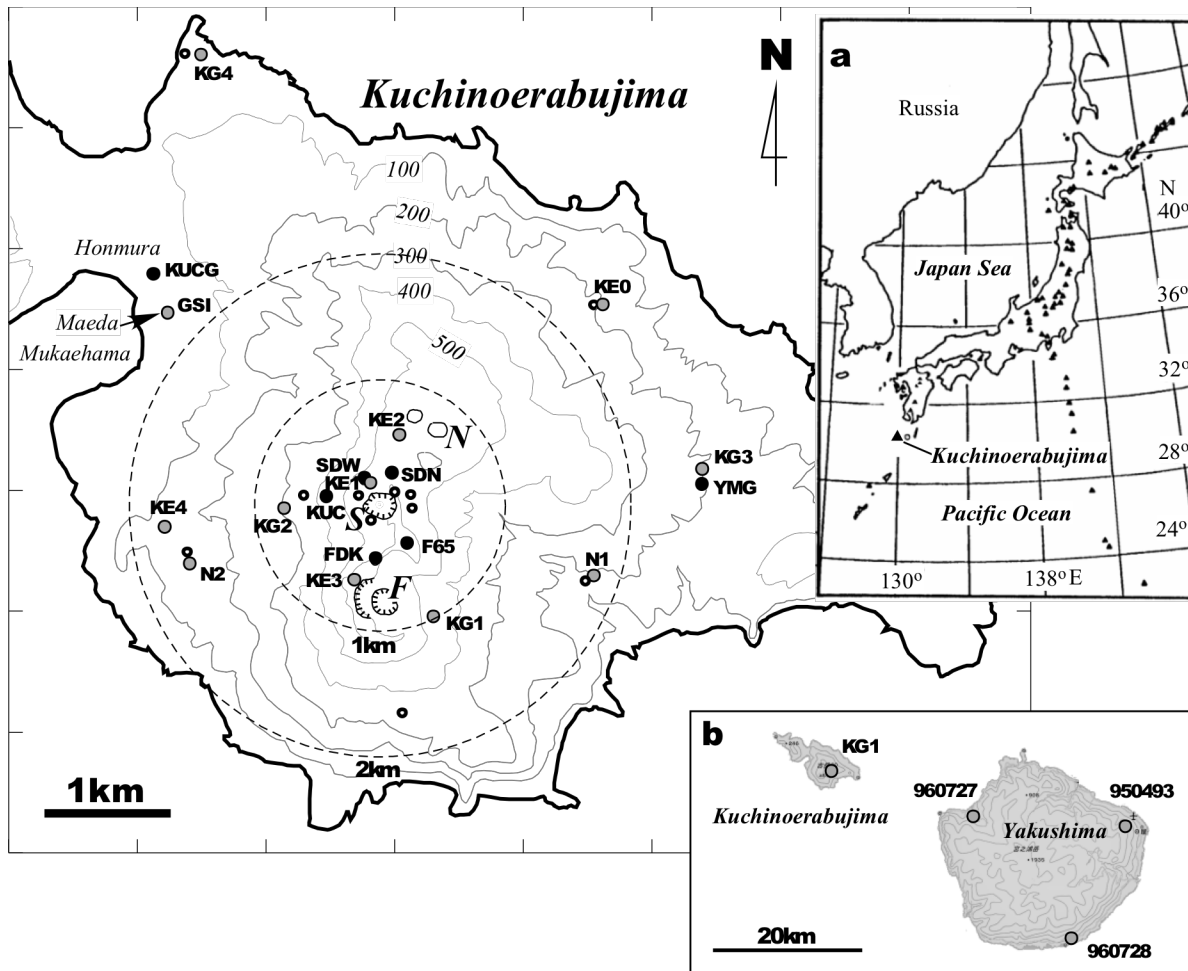 Kuchinoerabujima
N
KG4
100
200
300
400
500
Honmura
KUCG
GSI
Maeda
Mukaehama
KE0
KE2
N
SDW
SDN
KE1
KUC
S
KG3
YMG
KE4
KG2
N2
FDK
F65
KE3
F
N1
KG1
1km
2km
1km
a
Russia
N
40°
Japan Sea
36°
32°
28°
Kuchinoerabujima
Pacific Ocean
24°
130°
138° E
b
KG1
960727
950493
Kuchinoerabujima
Yakushima
20km
960728